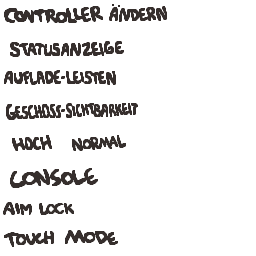 CONTROLLER ÄNDERN
STATUSANZEIGE
AUFLADE-LEISTEN
GESCHOSS-SICHTBARKEIT
HOCH NORMAL
CONSOLE
AIM LOCK
TOUCH MODE